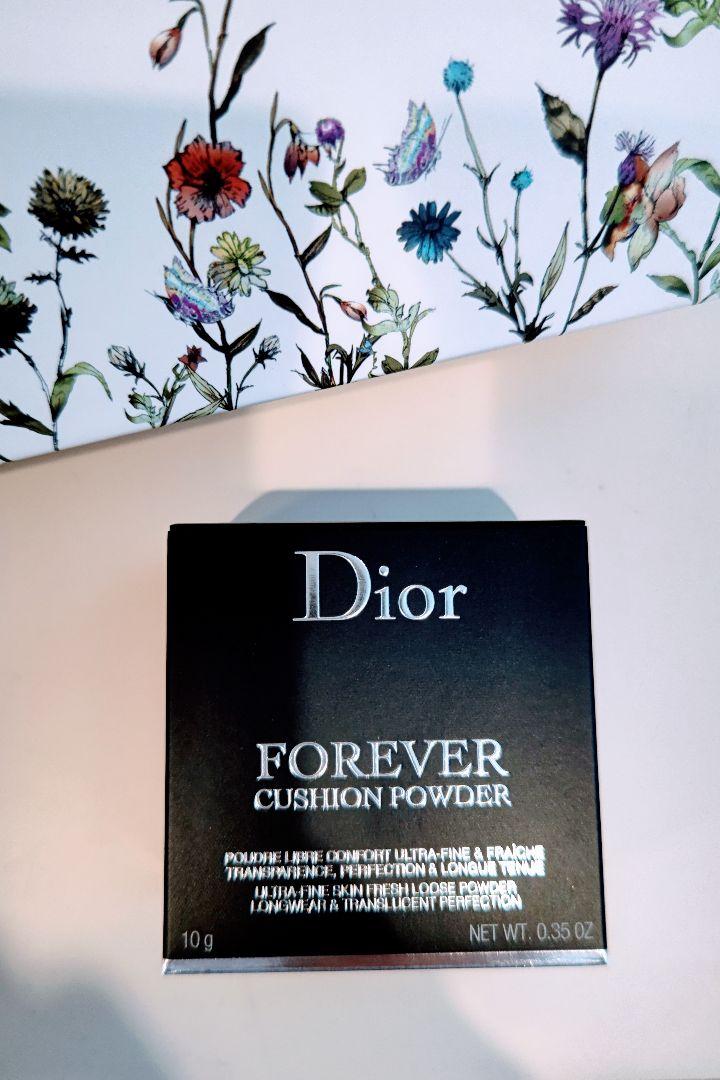 Dior
FOREVER
CUSHION POWDER
POUDRE LIBRE CONFORT ULTRA-FINE & FRAÎCHE
TRANSPARENCE, PERFECTION & LONGUE TENUE
ULTRA-FINE SKIN FRESH LOOSE POWDER
LONGWEAR & TRANSLUCENT PERFECTION
10 g NET WT. 0.35 OZ